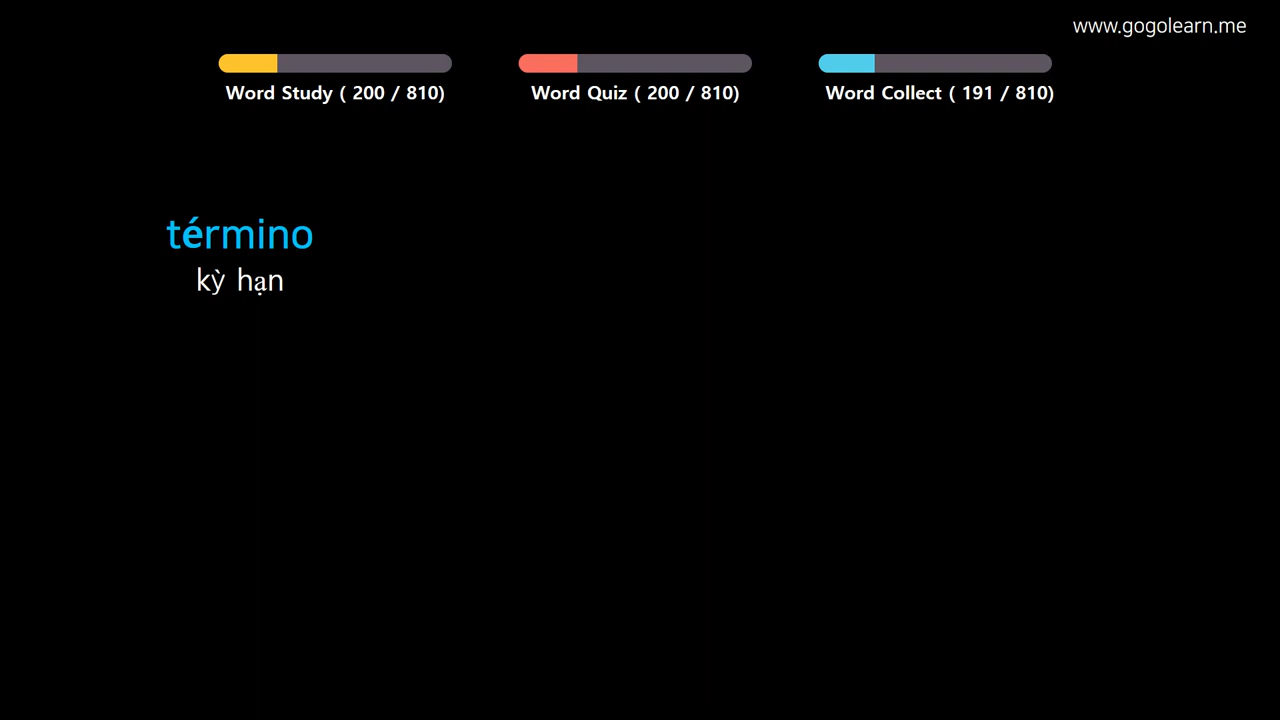 www.gogolearn.me
Word Study ( 200 / 810)
Word Quiz ( 200 / 810)
Word Collect ( 191 / 810)
término
kỳ hạn